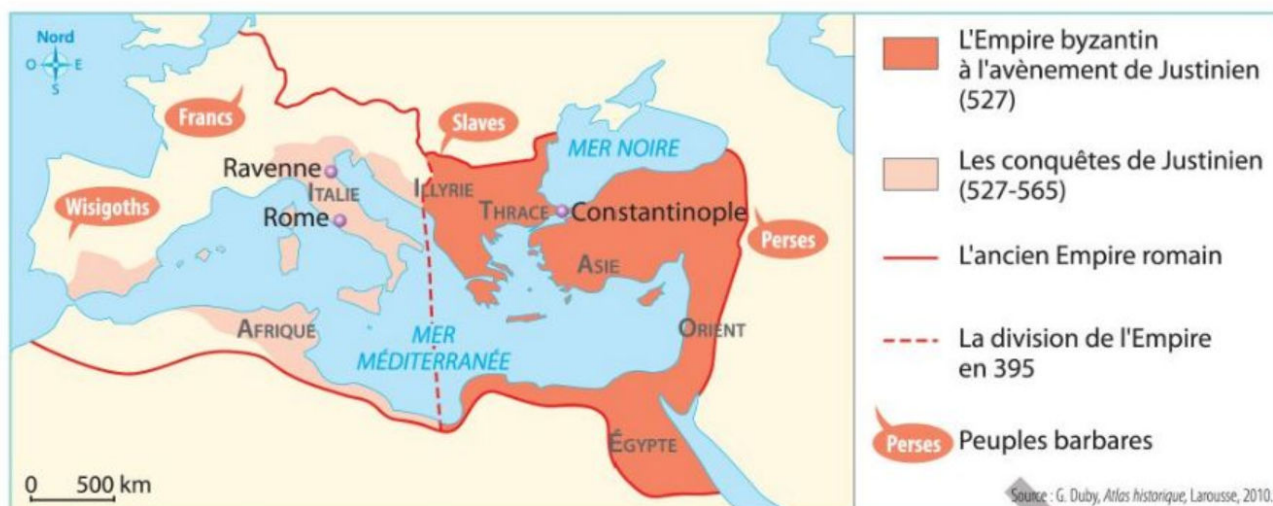 Nord
O E
S
Francs
Slaves
MER NOIRE
Ravenne
ITALIE
ILLYRIE
Wisigoths
Rome
THRACE
Constantinople
Perses
ASIE
AFRIQUE
MER
MÉDITERRANÉE
ORIENT
ÉGYPTE
0 500 km
L'Empire byzantin
à l'avènement de Justinien
(527)
Les conquêtes de Justinien
(527-565)
L'ancien Empire romain
La division de l'Empire
en 395
Perses Peuples barbares
Source : G. Duby, Atlas historique, Larousse, 2010.